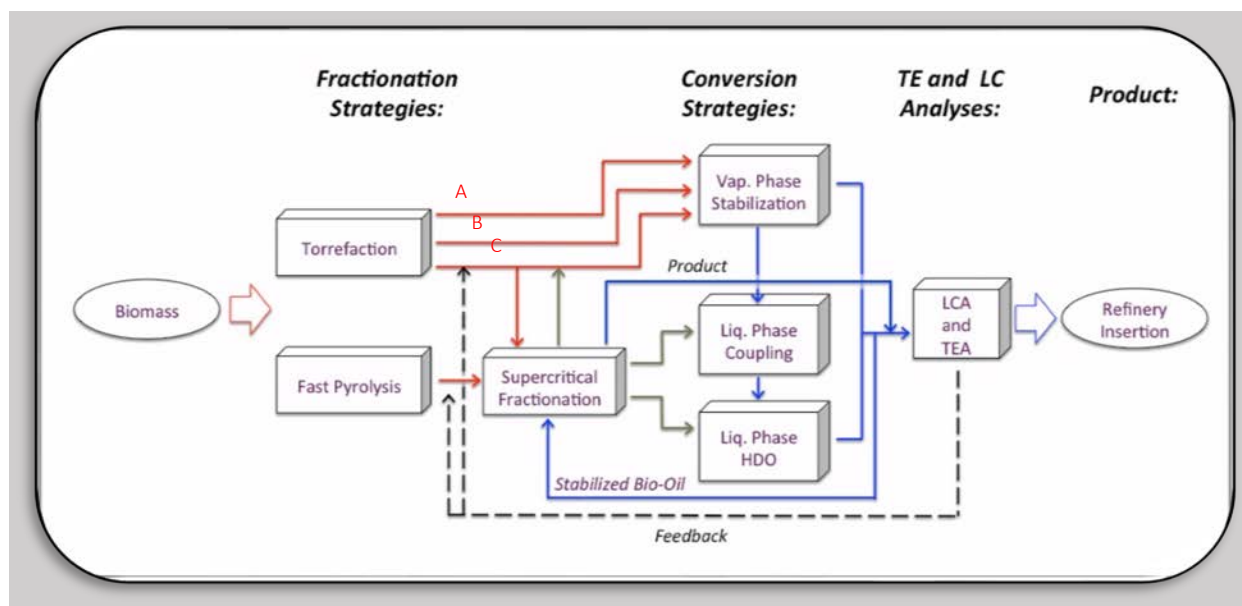 Fractionation
Strategies:
Conversion
Strategies:
TE and LC
Analyses:
Product:
A
B
C
Torrefaction
Vap. Phase
Stabilization
Product
Biomass
LCA
and
TEA
Refinery
Insertion
Liq. Phase
Coupling
Fast Pyrolysis
Supercritical
Fractionation
Liq. Phase
HDO
Stabilized Bio-Oil
Feedback